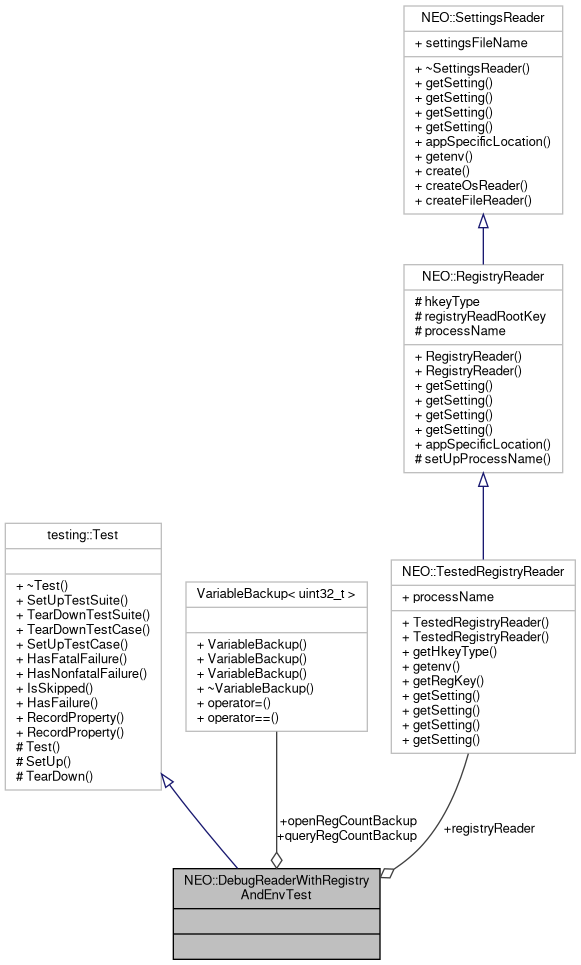 NEO::SettingsReader
+ settingsFileName
+ ~SettingsReader()
+ getSetting()
+ getSetting()
+ getSetting()
+ getSetting()
+ appSpecificLocation()
+ getenv()
+ create()
+ createOsReader()
+ createFileReader()
NEO::RegistryReader
# hkeyType
# registryReadRootKey
# processName
+ RegistryReader()
+ RegistryReader()
+ getSetting()
+ getSetting()
+ getSetting()
+ getSetting()
+ appSpecificLocation()
# setUpProcessName()
testing::Test
+ ~Test()
+ SetUpTestSuite()
+ TearDownTestSuite()
+ TearDownTestCase()
+ SetUpTestCase()
+ HasFatalFailure()
+ HasNonfatalFailure()
+ IsSkipped()
+ HasFailure()
+ RecordProperty()
+ RecordProperty()
# Test()
# SetUp()
# TearDown()
VariableBackup< uint32_t >
+ VariableBackup()
+ VariableBackup()
+ VariableBackup()
+ ~VariableBackup()
+ operator=()
+ operator==()
NEO::TestedRegistryReader
+ processName
+ TestedRegistryReader()
+ TestedRegistryReader()
+ getHkeyType()
+ getenv()
+ getRegKey()
+ getSetting()
+ getSetting()
+ getSetting()
+ getSetting()
+openRegCountBackup
+queryRegCountBackup
+registryReader
NEO::DebugReaderWithRegistry
AndEnvTest